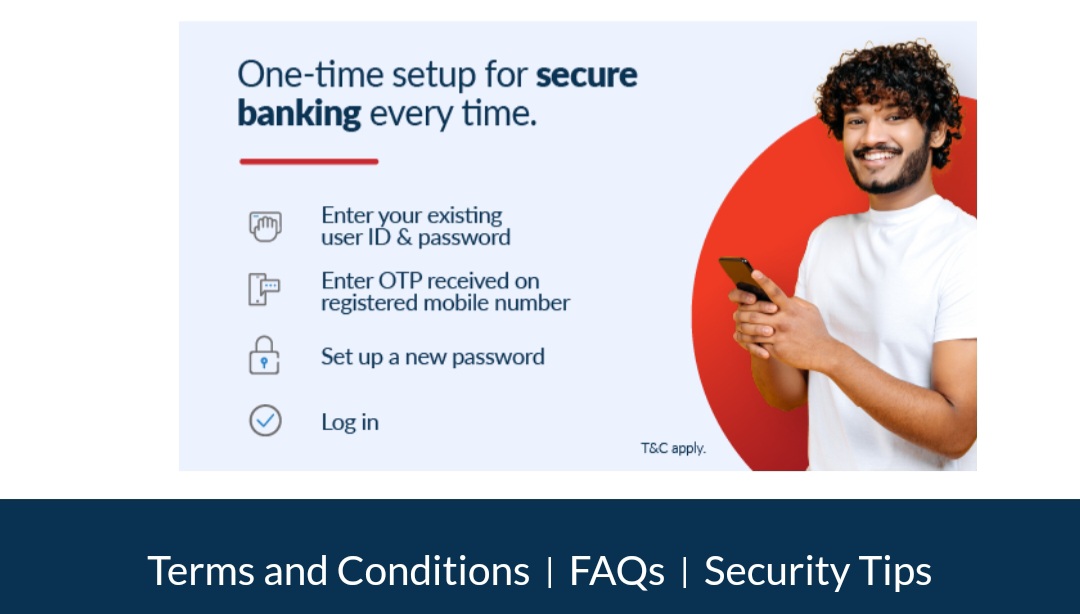 One-time setup for secure
banking every time.
Enter your existing
user ID & password
Enter OTP received on
registered mobile number
Set up a new password
Log in
T&C apply.
Terms and Conditions | FAQs | Security Tips